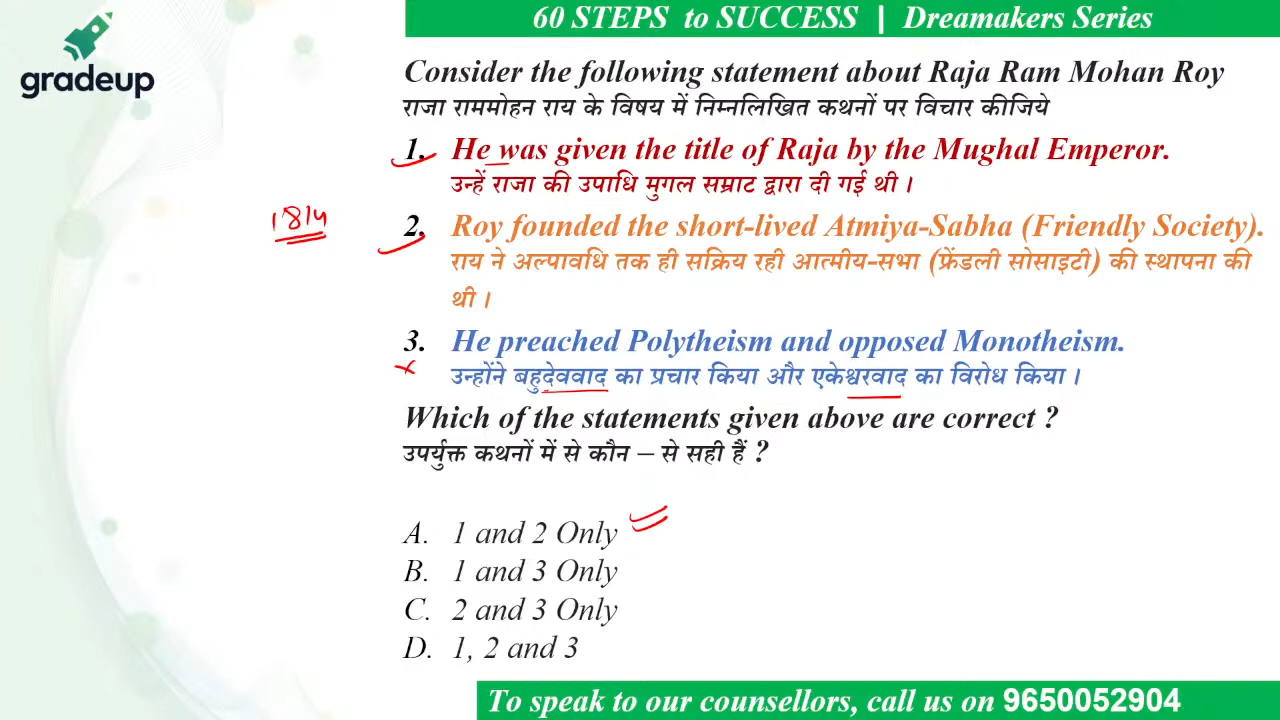 60 STEPS to SUCCESS | Dreamakers Series
gradeup
Consider the following statement about Raja Ram Mohan Roy
राजा राममोहन राय के विषय में निम्नलिखित कथनों पर विचार कीजिये
1. He was given the title of Raja by the Mughal Emperor.
उन्हें राजा की उपाधि मुगल सम्राट द्वारा दी गई थी ।
1814
2. Roy founded the short-lived Atmiya-Sabha (Friendly Society).
राय ने अल्पावधि तक ही सक्रिय रही आत्मीय-सभा (फ्रेंडली सोसाइटी) की स्थापना की
थी ।
3. He preached Polytheism and opposed Monotheism.
उन्होंने बहुदेववाद का प्रचार किया और एकेश्वरवाद का विरोध किया ।
Which of the statements given above are correct ?
उपर्युक्त कथनों में से कौन – से सही हैं ?
A. 1 and 2 Only
B. 1 and 3 Only
C. 2 and 3 Only
D. 1, 2 and 3
To speak to our counsellors, call us on 9650052904